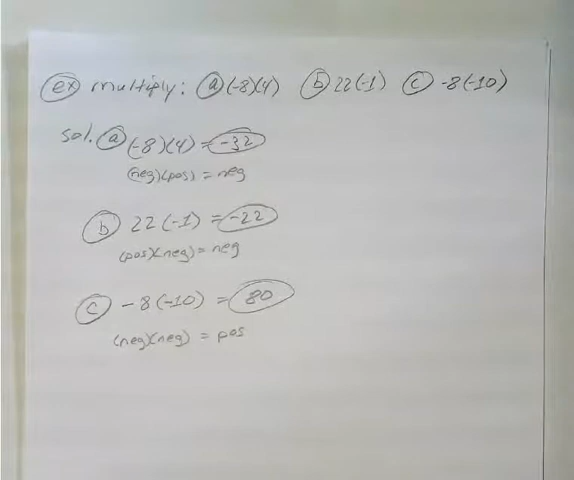 ex multiply: a (-8)(4) b 22(-1) c -8(-10)
sol. a (-8)(4) = -32
(neg)(pos) = neg
b 22(-1) = -22
(pos)(neg) = neg
c -8(-10) = 80
(neg)(neg) = pos